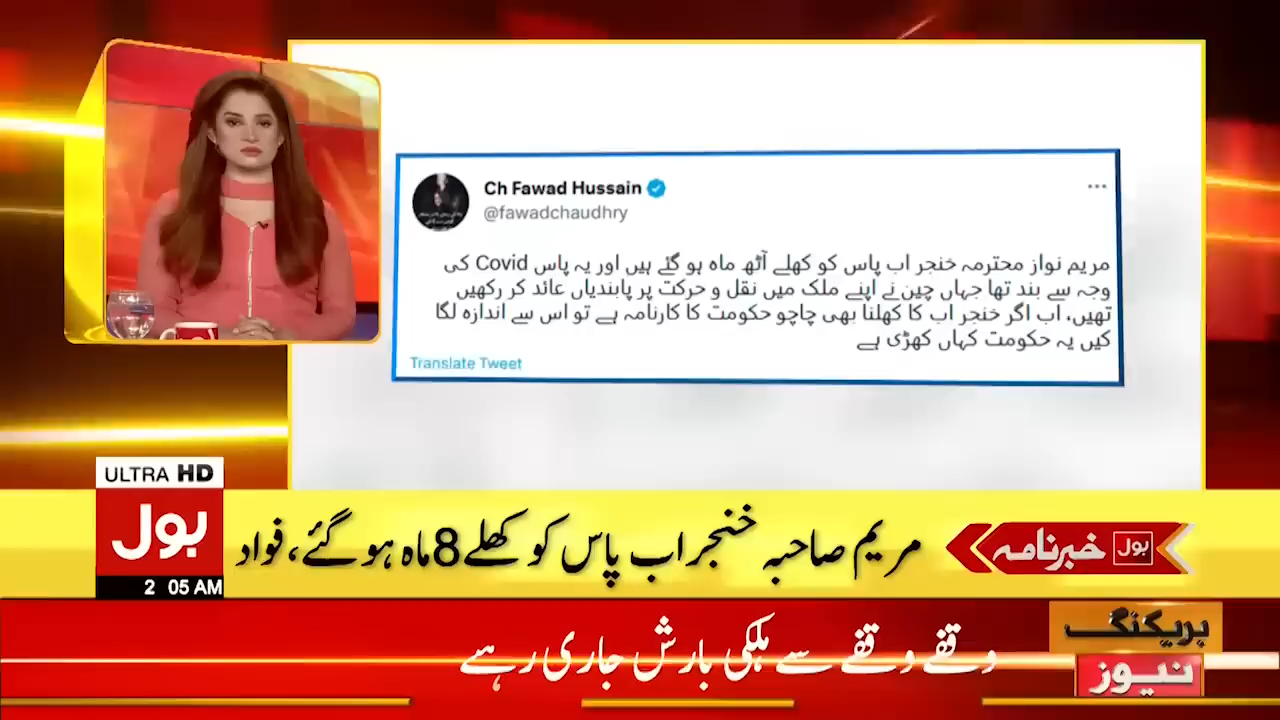 Ch Fawad Hussain
@fawadchaudhry
مریم نواز محترمہ خنجر اب پاس کو کھلے آٹھ ماہ ہو گئے ہیں اور یہ پاس Covid کی
وجہ سے بند تھا جہاں چین نے اپنے ملک میں نقل و حرکت پر پابندیاں عائد کر رکھیں
تھیں، اب اگر خنجر اب کا کھلنا بھی چاچو حکومت کا کارنامہ ہے تو اس سے اندازہ لگا
کیں یہ حکومت کہاں کھڑی ہے
Translate Tweet
ULTRA HD
بول
2 05 AM
بول خبرنامہ
مریم صاحبہ خنجراب پاس کو کھلے 8 ماہ ہو گئے، فواد
بریکنگ
نیوز
وقفے وقفے سے ہلکی بارش جاری رہے